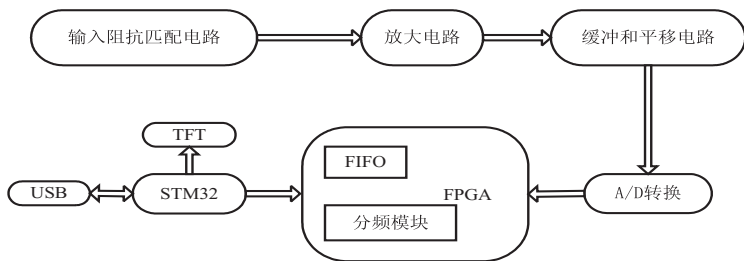 输入阻抗匹配电路
放大电路
缓冲和平移电路
TFT
FIFO
USB
STM32
FPGA
A/D转换
分频模块